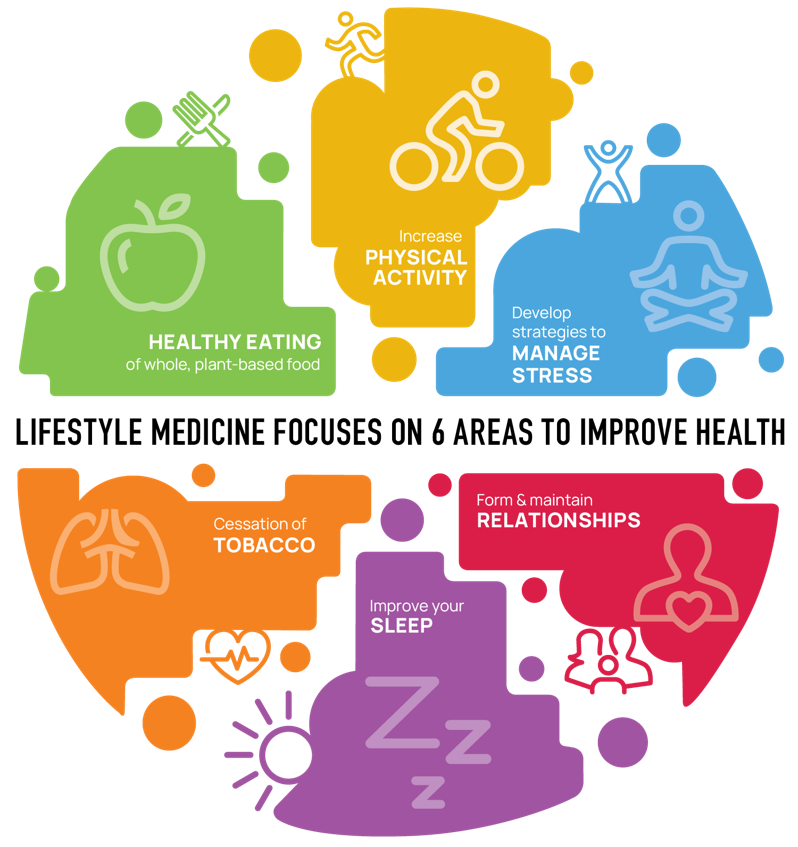 Increase
PHYSICAL
ACTIVITY
HEALTHY EATING
of whole, plant-based food
Develop
strategies to
MANAGE
STRESS
LIFESTYLE MEDICINE FOCUSES ON 6 AREAS TO IMPROVE HEALTH
Cessation of
TOBACCO
Improve your
SLEEP
Z Z Z
Form & maintain
RELATIONSHIPS